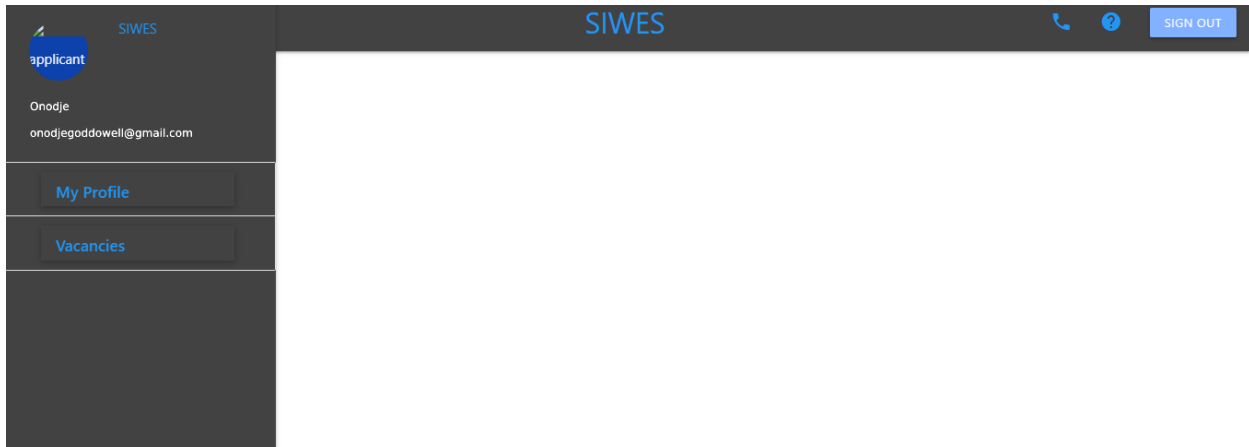 SIWES
applicant
Onodje
onodjegoddowell@gmail.com
My Profile
Vacancies
SIWES
SIGN OUT